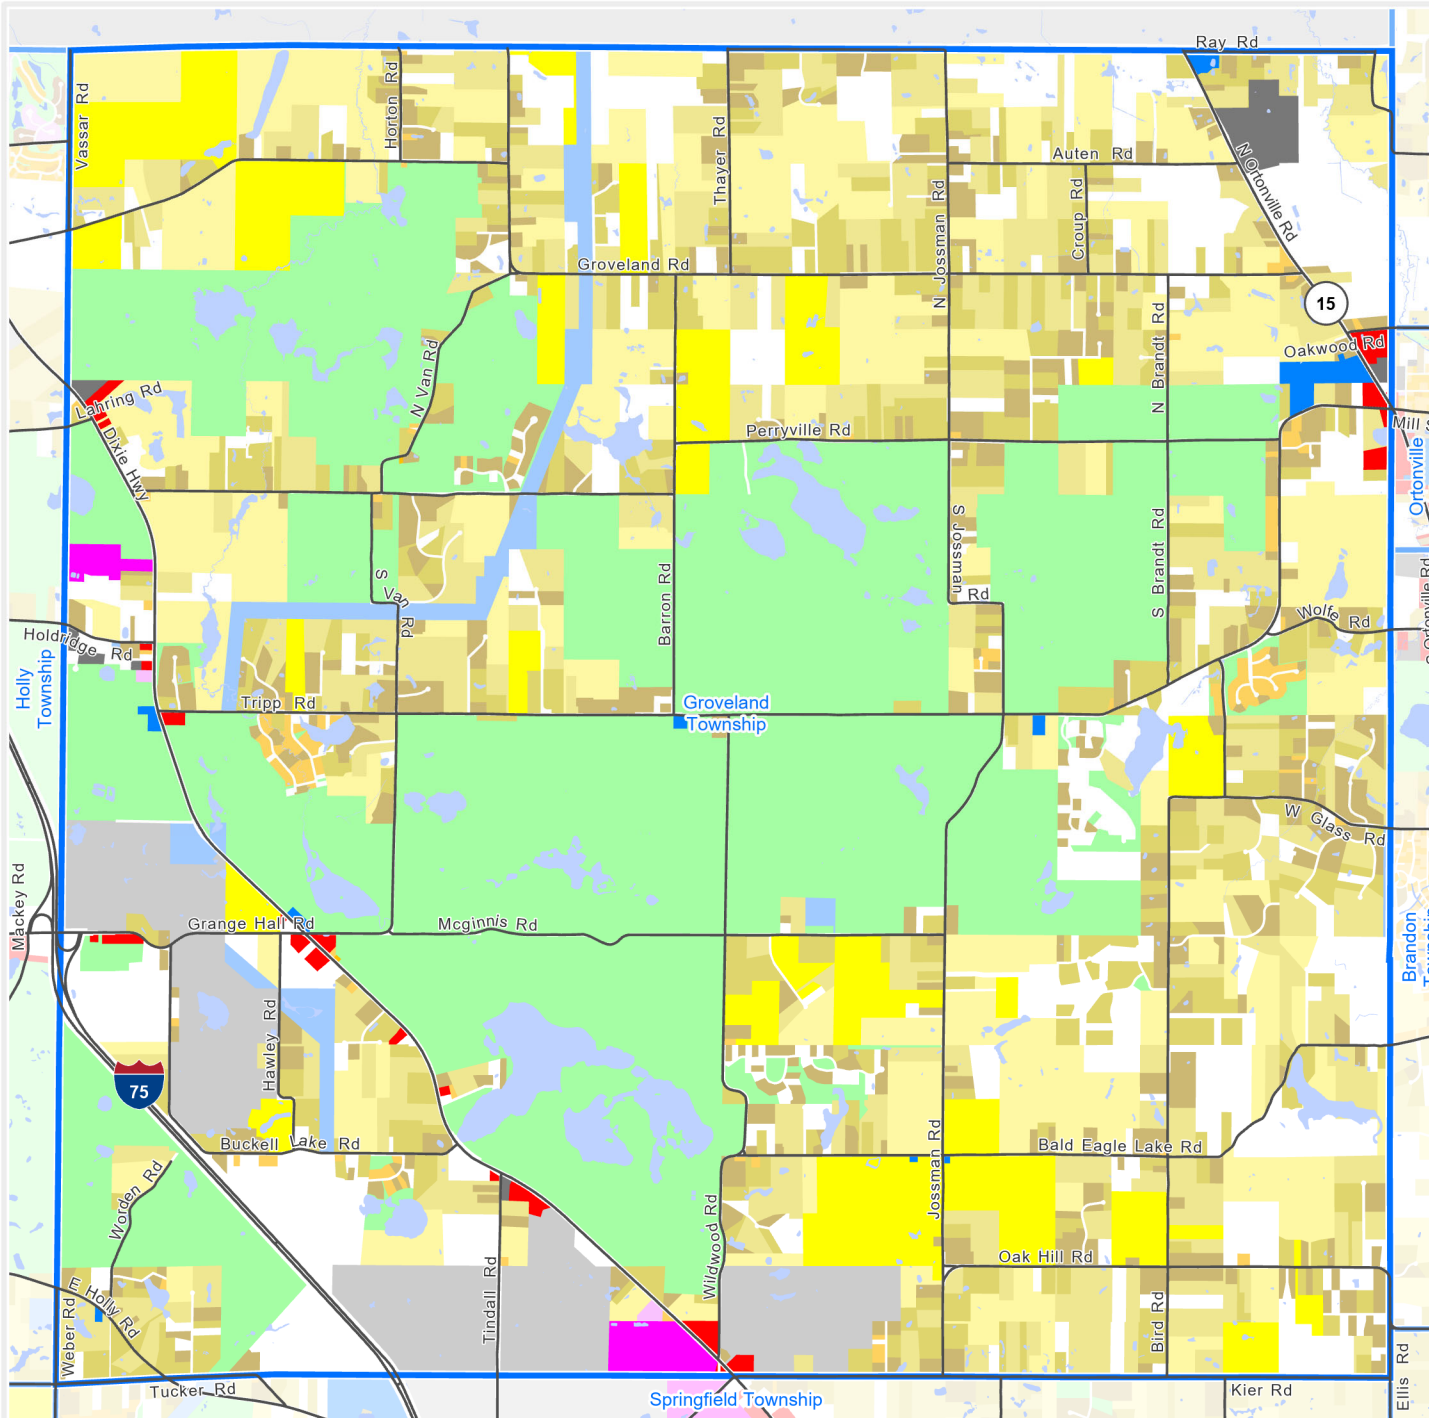 Ray Rd
Vassar Rd
Horton Rd
Thayer Rd
N Jossman Rd
Auten Rd
Croup Rd
N Ortonville Rd
Groveland Rd
15
N Van Rd
N Brandt Rd
Oakwood Rd
Lahring Rd
Dixie Hwy
Perryville Rd
Mill
Ortonville
S Jossman Rd
S Brandt Rd
S Van Rd
Barron Rd
Holdridge Rd
Wolfe Rd
S Ortonville Rd
Holly
Township
Tripp Rd
Groveland
Township
W Glass Rd
Mackey Rd
Grange Hall Rd
Mcginnis Rd
Brandon
Township
Hawley Rd
75
Buckell Lake Rd
Jossman Rd
Bald Eagle Lake Rd
Worden Rd
Wildwood Rd
Oak Hill Rd
Tindall Rd
E Holly Rd
Weber Rd
Bird Rd
Tucker Rd
Springfield Township
Kier Rd
Ellis Rd